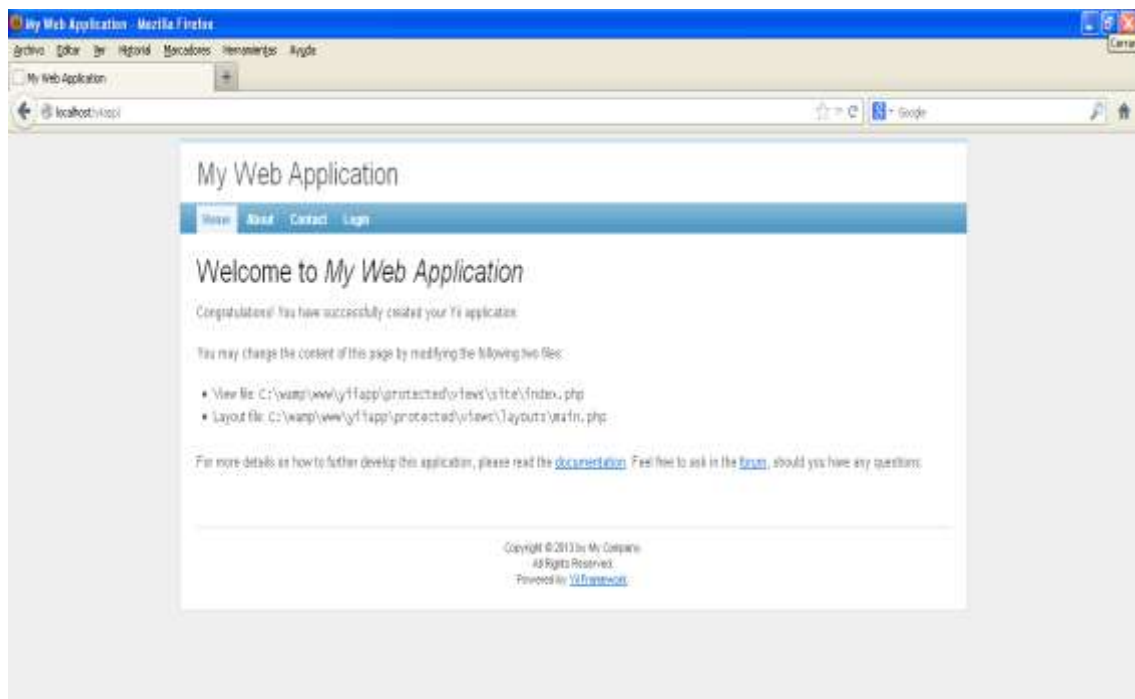 My Web Application - Mozilla Firefox
Archivo Editar Ver Historial Marcadores Herramientas Ayuda
Cerrar
My Web Application
+
localhost/yiiapp/
Google
My Web Application
Home About Contact Login
Welcome to My Web Application
Congratulations! You have successfully created your Yii application.
You may change the content of this page by modifying the following two files:
• View file: C:\wamp\www\yiiapp\protected\views\site\index.php
• Layout file: C:\wamp\www\yiiapp\protected\views\layouts\main.php
For more details on how to further develop this application, please read the documentation. Feel free to ask in the forum, should you have any questions.
Copyright © 2013 by My Company.
All Rights Reserved.
Powered by Yii Framework.